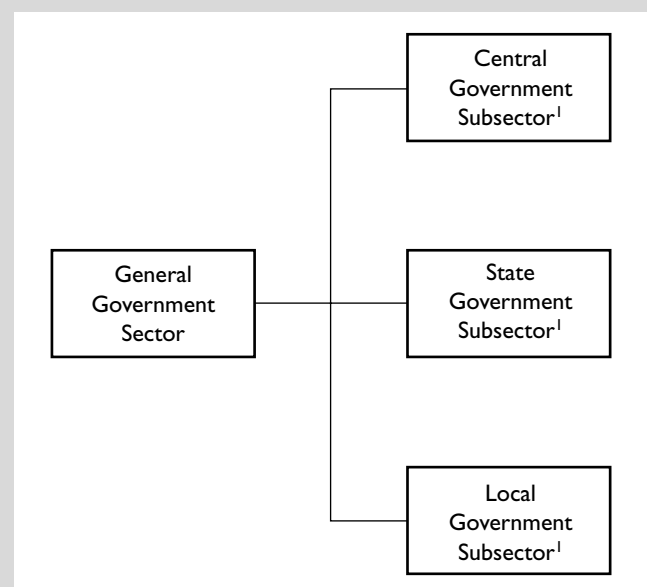 Central
Government
Subsector¹
General
Government
Sector
State
Government
Subsector¹
Local
Government
Subsector¹